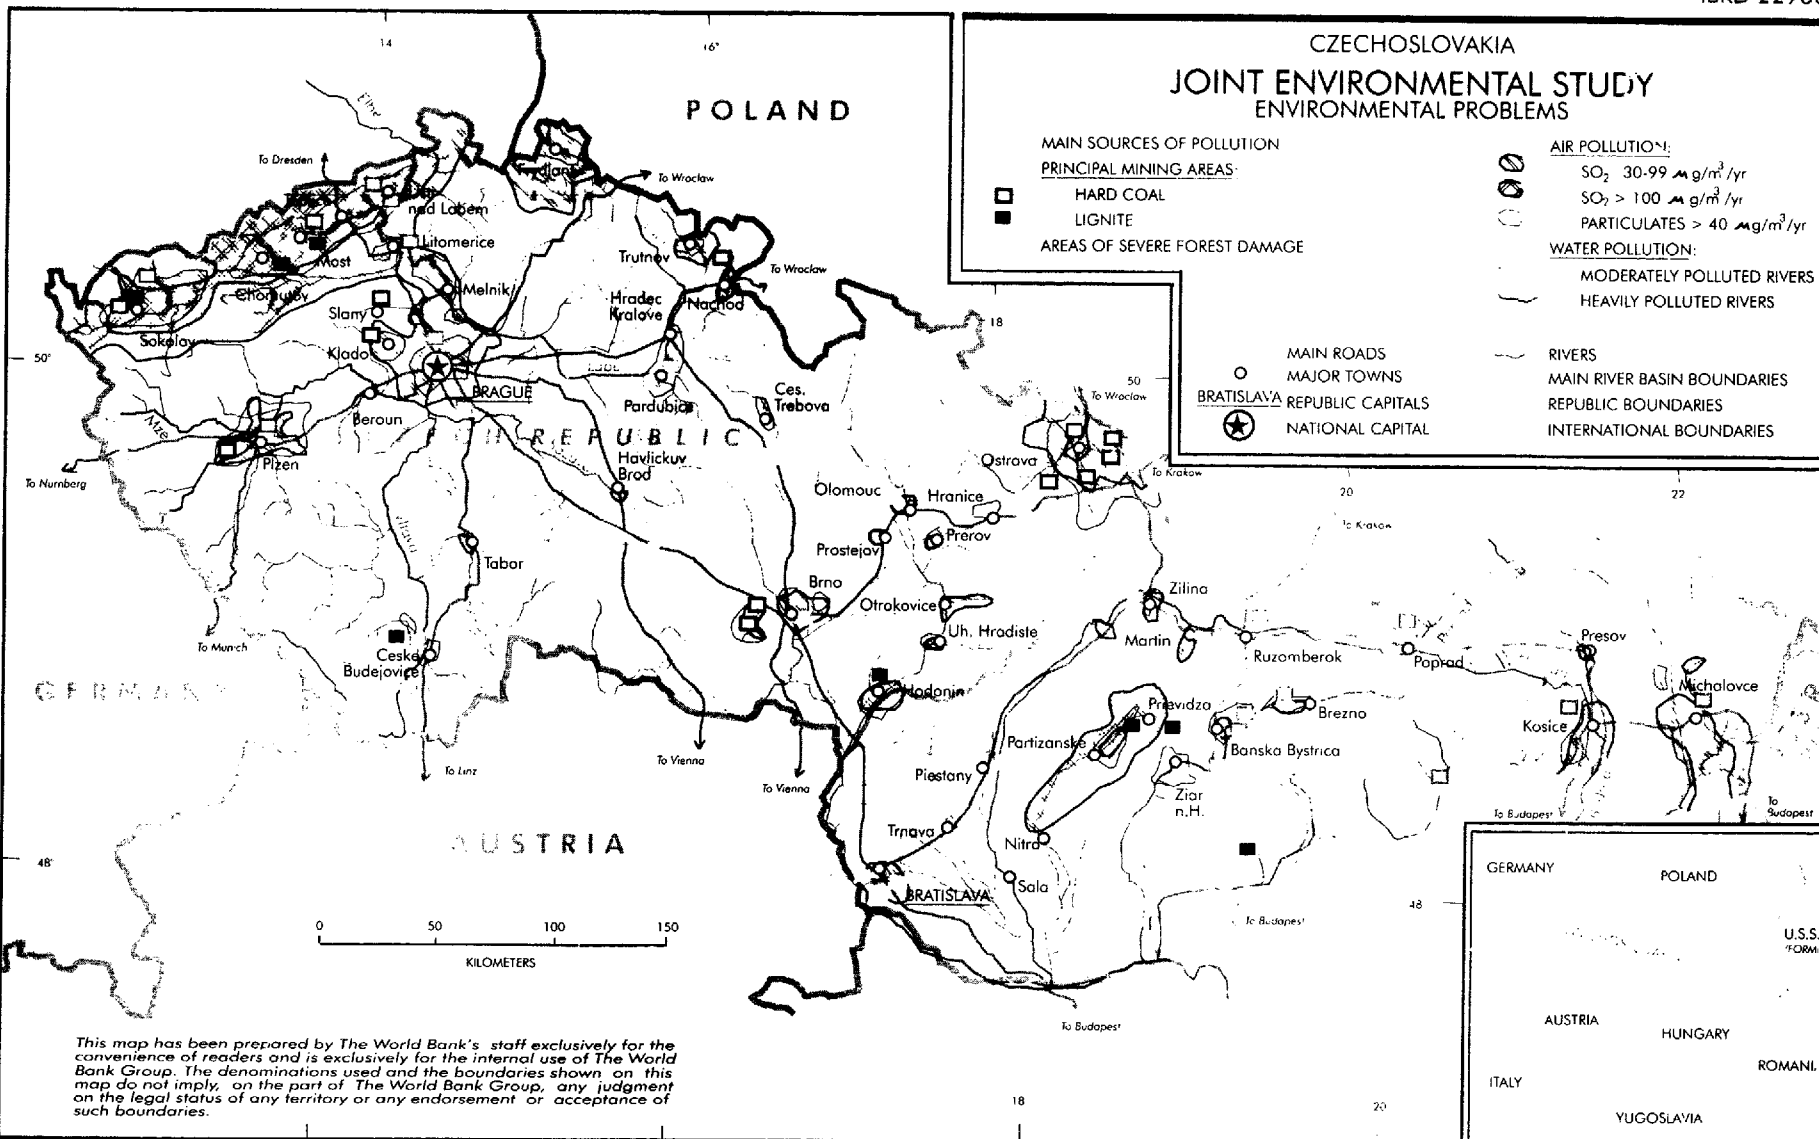 CZECHOSLOVAKIA
JOINT ENVIRONMENTAL STUDY
ENVIRONMENTAL PROBLEMS
MAIN SOURCES OF POLLUTION
PRINCIPAL MINING AREAS:
HARD COAL
LIGNITE
AREAS OF SEVERE FOREST DAMAGE
AIR POLLUTION:
SO₂ 30-99 µg/m³/yr
SO₂ > 100 µg/m³/yr
PARTICULATES > 40 µg/m³/yr
WATER POLLUTION:
MODERATELY POLLUTED RIVERS
HEAVILY POLLUTED RIVERS
MAIN ROADS
MAJOR TOWNS
BRATISLAVA REPUBLIC CAPITALS
NATIONAL CAPITAL
RIVERS
MAIN RIVER BASIN BOUNDARIES
REPUBLIC BOUNDARIES
INTERNATIONAL BOUNDARIES
14
16°
POLAND
Elbe
To Dresden
To Wroclaw
nad Labem
Litomerice
Most
Chomutov
Melnik
Trutnov
To Wroclaw
Hradec
Kralove
Nachod
Slany
Sokolov
Klado
50°
18
50
BRAGUE
Beroun
Pardubice
Ces.
Trebova
To Wroclaw
Mze
REPUBLIC
Plzen
Havlickuv
Brod
To Nurnberg
Ostrava
To Krakow
20
22
Olomouc
Hranice
To Krakow
Prostejov
Prerov
Tabor
Brno
Otrokovice
Zilina
Uh. Hradiste
Martin
Ruzomberok
Presov
To Munich
Ceske
Budejovice
Poprad
Hodonin
Michalovce
Prievidza
Brezno
Kosice
Partizanske
Banska Bystrica
To Linz
To Vienna
To Vienna
Piestany
Ziar
n.H.
To Budapest
To
Budapest
AUSTRIA
Trnava
Nitra
48°
Sala
BRATISLAVA
48
To Budapest
0 50 100 150
KILOMETERS
To Budapest
18
20
GERMANY
POLAND
AUSTRIA
HUNGARY
ITALY
YUGOSLAVIA
This map has been prepared by The World Bank's staff exclusively for the
convenience of readers and is exclusively for the internal use of The World
Bank Group. The denominations used and the boundaries shown on this
map do not imply, on the part of The World Bank Group, any judgment
on the legal status of any territory or any endorsement or acceptance of
such boundaries.